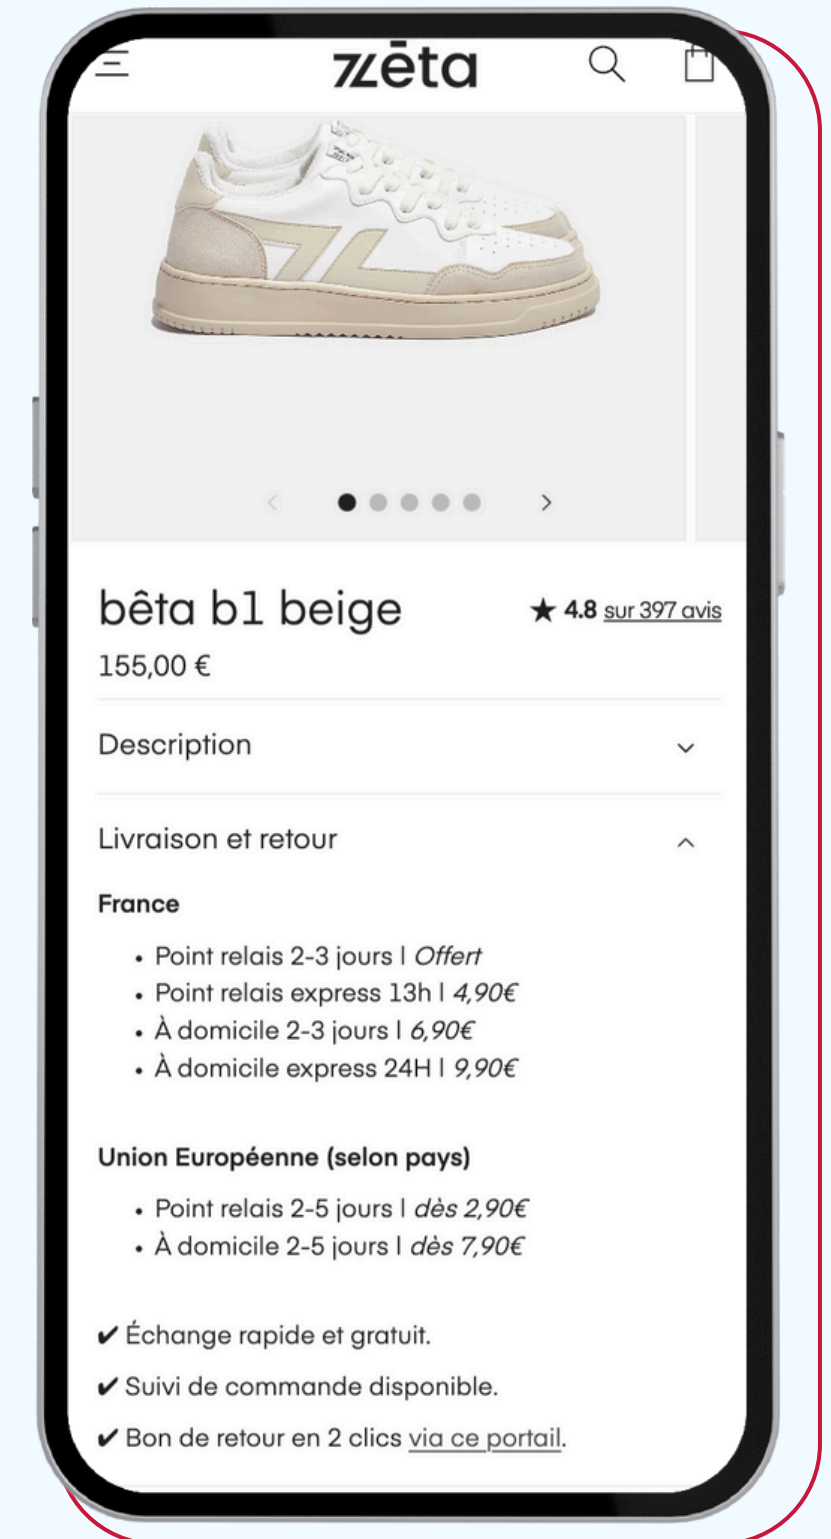 zēta
bêta b1 beige
★ 4.8 sur 397 avis
155,00 €
Description
Livraison et retour
France
• Point relais 2-3 jours | Offert
• Point relais express 13h | 4,90€
• À domicile 2-3 jours | 6,90€
• À domicile express 24H | 9,90€
Union Européenne (selon pays)
• Point relais 2-5 jours | dès 2,90€
• À domicile 2-5 jours | dès 7,90€
✔ Échange rapide et gratuit.
✔ Suivi de commande disponible.
✔ Bon de retour en 2 clics via ce portail.